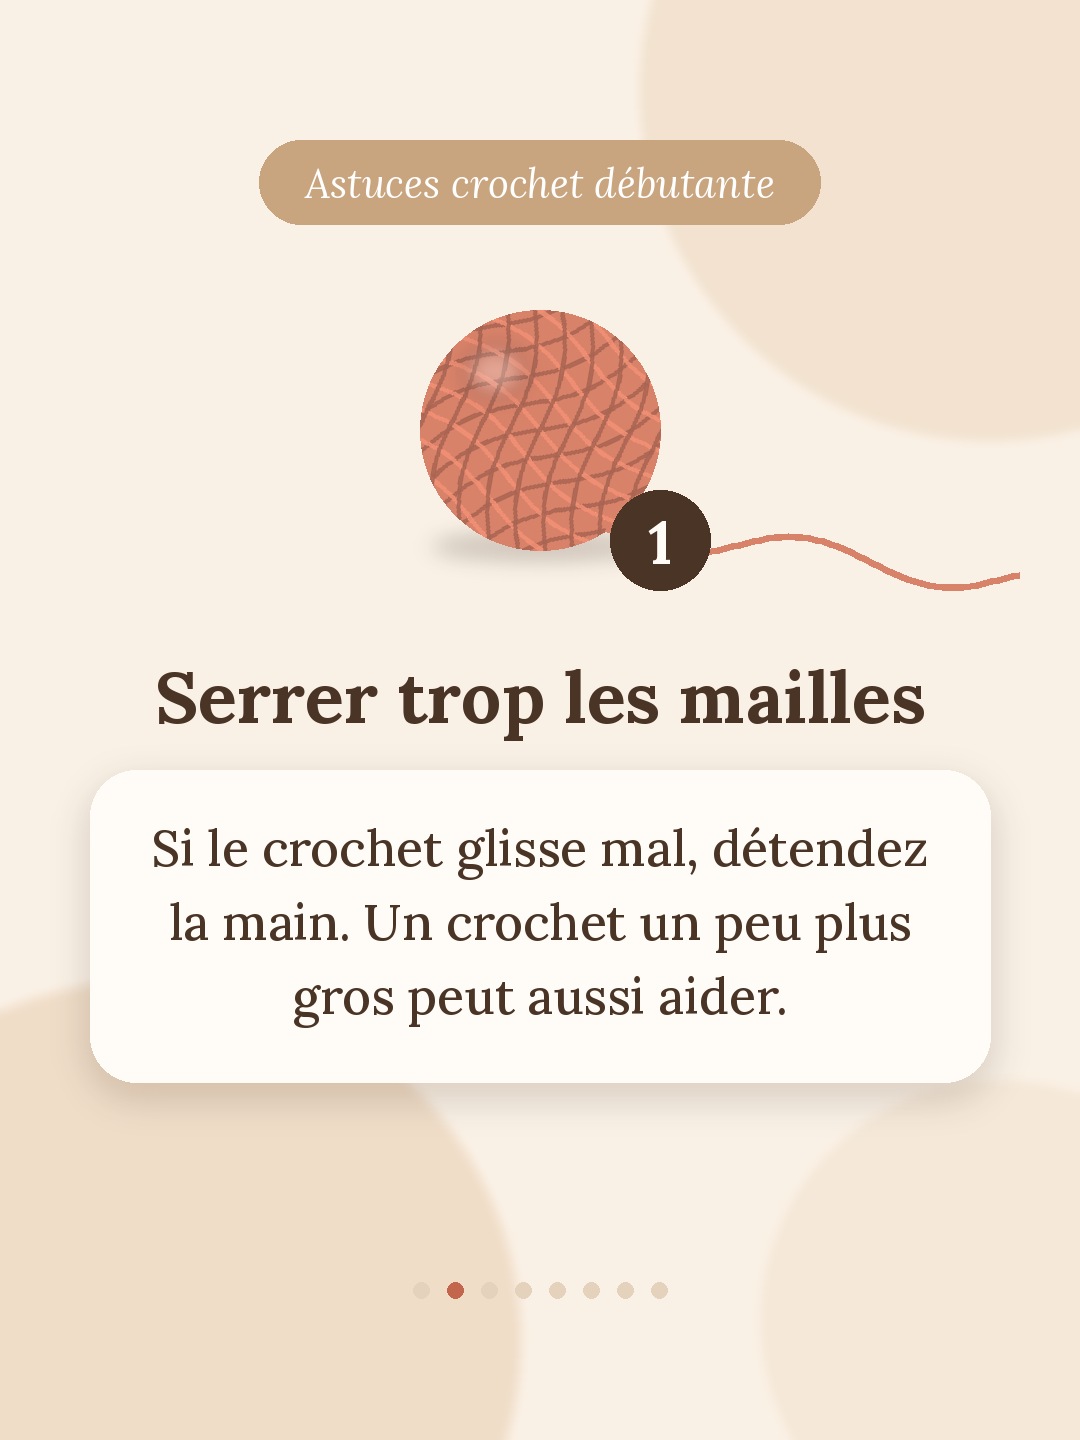 Astuces crochet débutante
1
Serrer trop les mailles
Si le crochet glisse mal, détendez
la main. Un crochet un peu plus
gros peut aussi aider.